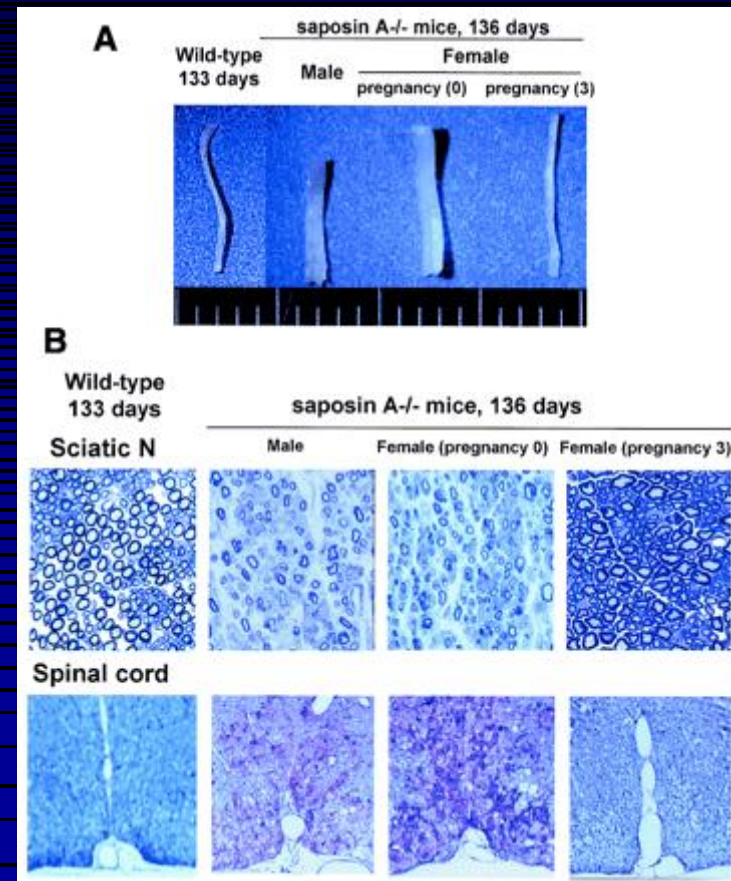 A
saposin A-/- mice, 136 days
Wild-type
133 days
Male
Female
pregnancy (0) pregnancy (3)
B
Wild-type
133 days
saposin A-/- mice, 136 days
Sciatic N
Male
Female (pregnancy 0) Female (pregnancy 3)
Spinal cord